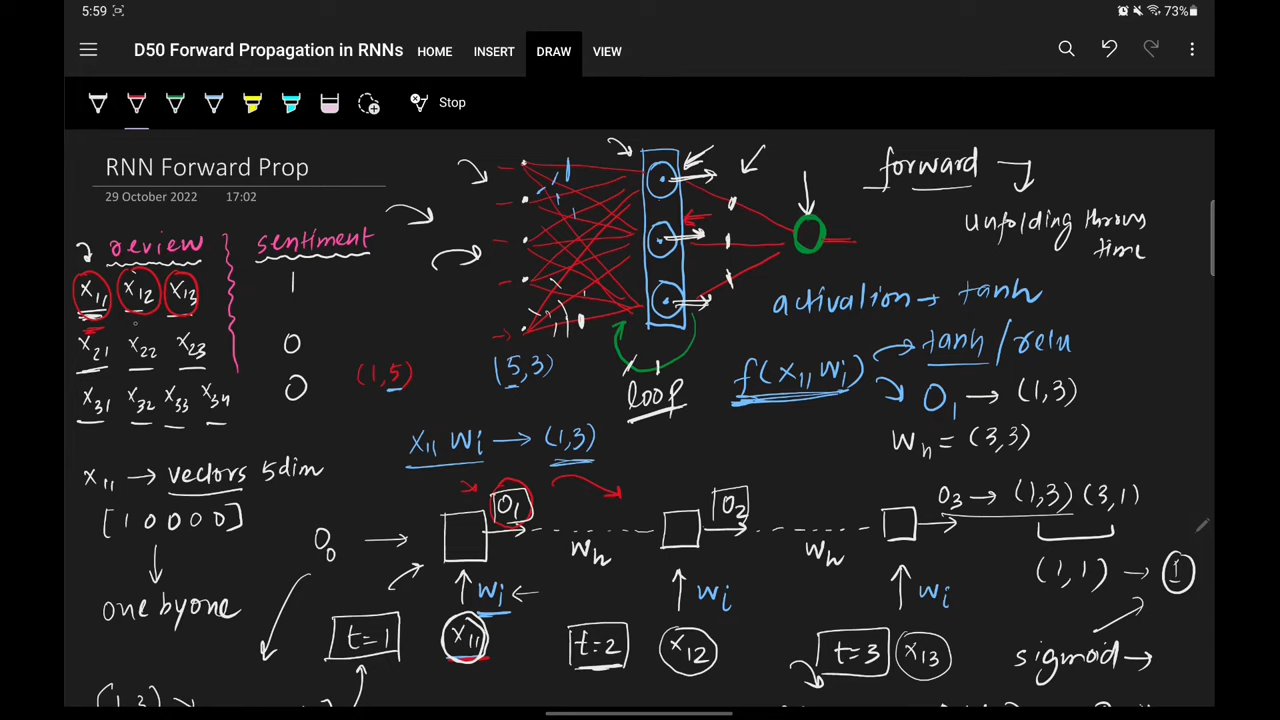 5:59 73%
D50 Forward Propagation in RNNs HOME INSERT DRAW VIEW
Stop
RNN Forward Prop
29 October 2022 17:02
forward
unfolding throws
time
review sentiment
x11 x12 x13 1
x21 x22 x23 0
x31 x32 x33 x34 0
(1,5) (5,3)
loop
activation → tanh
f(x11 wi) tanh/relu
O1 → (1,3)
wh = (3,3)
x11 wi → (1,3)
x11 → vectors 5dim
[1 0 0 0 0]
one by one
O0 O1 wh O2 wh O3 → (1,3) (3,1)
(1,1) → 1
wi wi wi
t=1 x11 t=2 x12 t=3 x13
sigmoid →
(1,3)